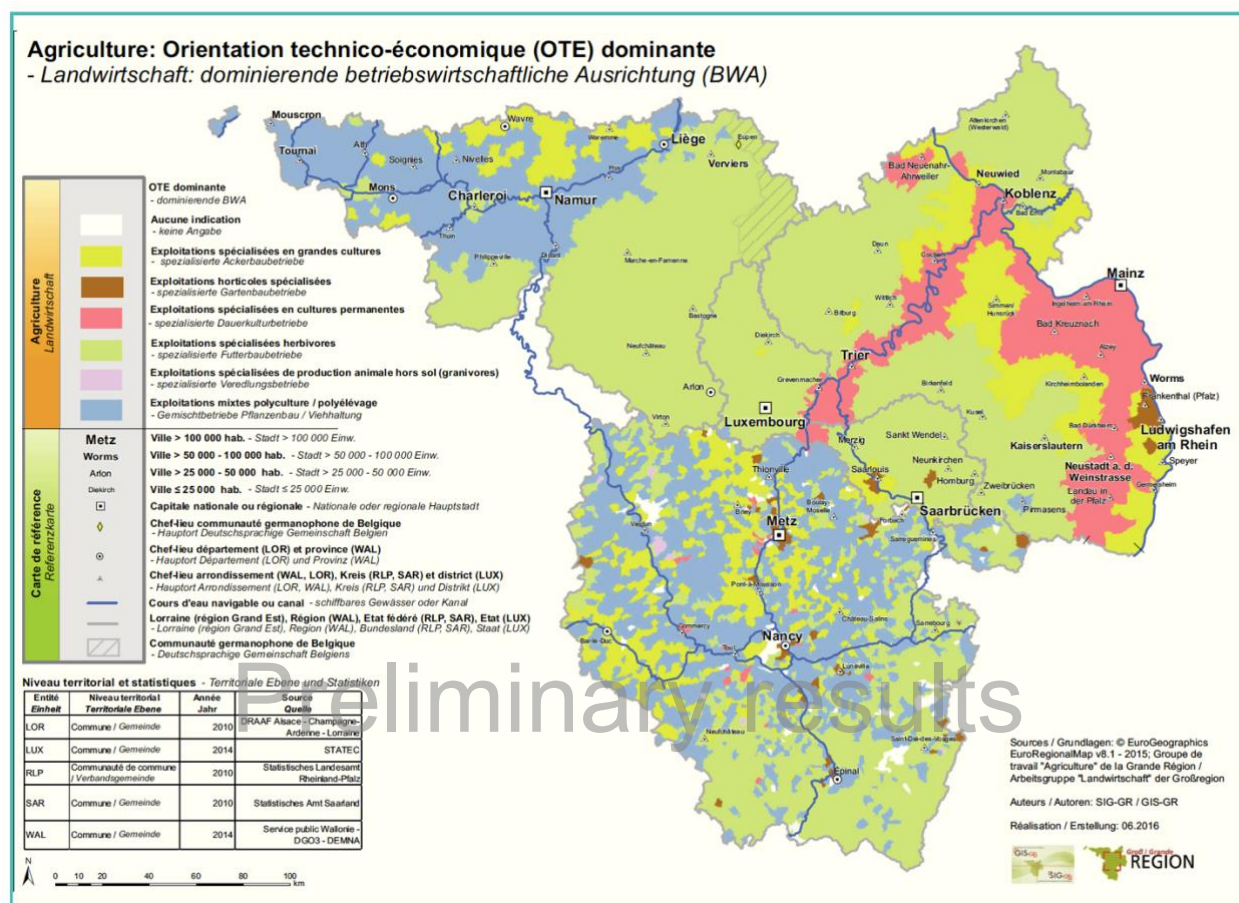 Agriculture: Orientation technico-économique (OTE) dominante
- Landwirtschaft: dominierende betriebswirtschaftliche Ausrichtung (BWA)
Agriculture
Landwirtschaft
OTE dominante
- dominierende BWA
Aucune indication
- keine Angabe
Exploitations spécialisées en grandes cultures
- spezialisierte Ackerbaubetriebe
Exploitations horticoles spécialisées
- spezialisierte Gartenbaubetriebe
Exploitations spécialisées en cultures permanentes
- spezialisierte Dauerkulturbetriebe
Exploitations spécialisées herbivores
- spezialisierte Futterbaubetriebe
Exploitations spécialisées de production animale hors sol (granivores)
- spezialisierte Veredlungsbetriebe
Exploitations mixtes polyculture / polyélévage
- Gemischtbetriebe Pflanzenbau / Viehhaltung
Carte de référence
Referenzkarte
Metz Ville > 100 000 hab. - Stadt > 100 000 Einw.
Worms Ville > 50 000 - 100 000 hab. - Stadt > 50 000 - 100 000 Einw.
Arlon Ville > 25 000 - 50 000 hab. - Stadt > 25 000 - 50 000 Einw.
Diekirch Ville ≤ 25 000 hab. - Stadt ≤ 25 000 Einw.
Capitale nationale ou régionale - Nationale oder regionale Hauptstadt
Chef-lieu communauté germanophone de Belgique
- Hauptort Deutschsprachige Gemeinschaft Belgien
Chef-lieu département (LOR) et province (WAL)
- Hauptort Département (LOR) und Provinz (WAL)
Chef-lieu arrondissement (WAL, LOR), Kreis (RLP, SAR) et district (LUX)
- Hauptort Arrondissement (LOR, WAL), Kreis (RLP, SAR) und Distrikt (LUX)
Cours d'eau navigable ou canal - schiffbares Gewässer oder Kanal
Lorraine (région Grand Est), Région (WAL), Etat fédéré (RLP, SAR), Etat (LUX)
- Lorraine (région Grand Est), Region (WAL), Bundesland (RLP, SAR), Staat (LUX)
Communauté germanophone de Belgique
- Deutschsprachige Gemeinschaft Belgiens
Niveau territorial et statistiques - Territoriale Ebene und Statistiken
Entité Niveau territorial Année Source
Einheit Territoriale Ebene Jahr Quelle
LOR Commune / Gemeinde 2010 DRAAF Alsace - Champagne-Ardenne - Lorraine
LUX Commune / Gemeinde 2014 STATEC
RLP Communauté de commune / Verbandsgemeinde 2010 Statistisches Landesamt Rheinland-Pfalz
SAR Commune / Gemeinde 2010 Statistisches Amt Saarland
WAL Commune / Gemeinde 2014 Service public Wallonie - DGO3 - DEMNA
N
0 10 20 40 60 80 100
km
Mouscron
Tournai
Ath
Soignies
Mons
Wavre
Nivelles
Waremme
Liège
Eupen
Verviers
Huy
Charleroi
Namur
Thuin
Dinant
Philippeville
Marche-en-Famenne
Bastogne
Neufchâteau
Arlon
Virton
Diekirch
Grevenmacher
Luxembourg
Altenkirchen
(Westerwald)
Bad Neuenahr-
Ahrweiler
Neuwied
Montabaur
Koblenz
Bad Ems
Daun
Cochem
Mainz
Wittlich
Bitburg
Simmern/
Hunsrück
Ingelheim am Rhein
Bad Kreuznach
Alzey
Trier
Birkenfeld
Kirchheimbolanden
Worms
Frankenthal (Pfalz)
Kusel
Bad Dürkheim
Ludwigshafen
am Rhein
Kaiserslautern
Speyer
Neustadt a. d.
Weinstrasse
Germersheim
Landau in
der Pfalz
Merzig
Sankt Wendel
Saarlouis
Neunkirchen
Homburg
Zweibrücken
Pirmasens
Saarbrücken
Forbach
Sarreguemines
Thionville
Briey
Boulay-
Moselle
Metz
Verdun
Pont-à-Mousson
Château-Salins
Sarrebourg
Bar-le-Duc
Commercy
Toul
Nancy
Lunéville
Neufchâteau
Saint-Dié-des-Vosges
Épinal
Preliminary results
Sources / Grundlagen: © EuroGeographics
EuroRegionalMap v8.1 - 2015; Groupe de
travail "Agriculture" de la Grande Région /
Arbeitsgruppe "Landwirtschaft" der Großregion
Auteurs / Autoren: SIG-GR / GIS-GR
Réalisation / Erstellung: 06.2016
GIS-GR
SIG-GR
Groß / Grande
REGION